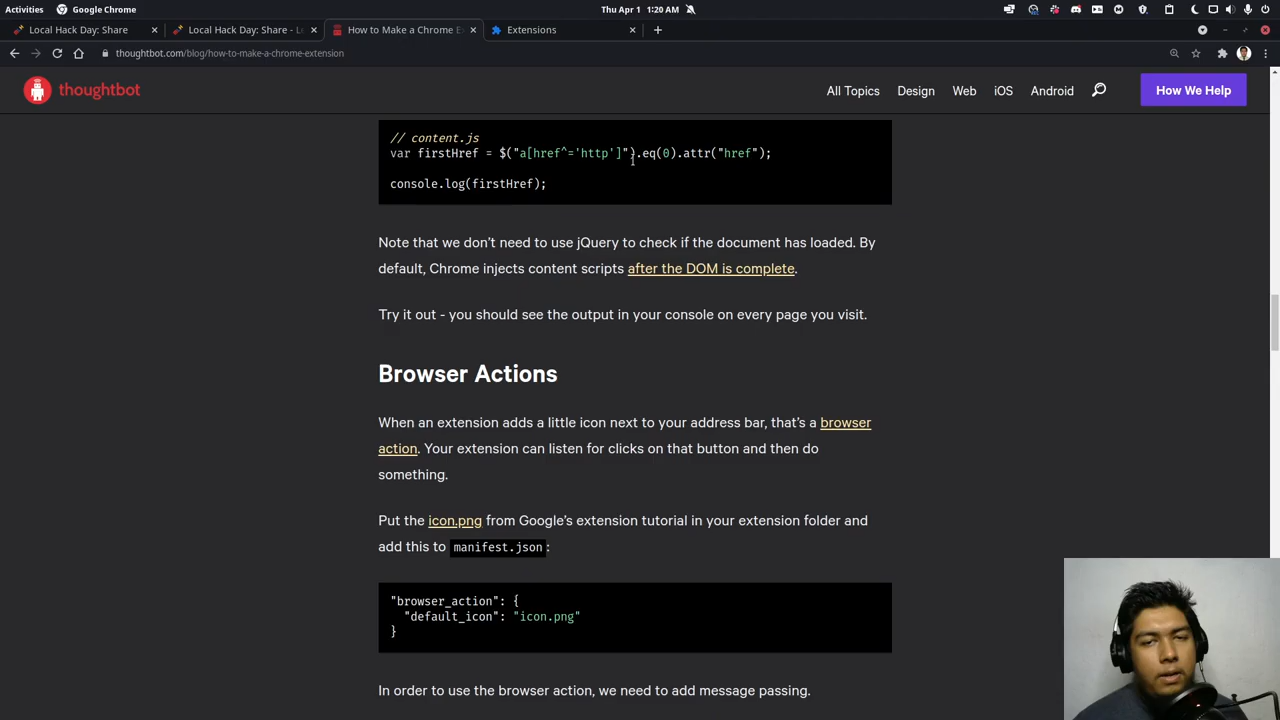 Activities
Google Chrome
Thu Apr 1 1:20 AM
Local Hack Day: Share
Local Hack Day: Share - Le
How to Make a Chrome E
Extensions
thoughtbot.com/blog/how-to-make-a-chrome-extension
thoughtbot
All Topics
Design
Web
iOS
Android
How We Help
// content.js
var firstHref = $("a[href^='http']").eq(0).attr("href");
console.log(firstHref);
Note that we don’t need to use jQuery to check if the document has loaded. By
default, Chrome injects content scripts after the DOM is complete.
Try it out - you should see the output in your console on every page you visit.
Browser Actions
When an extension adds a little icon next to your address bar, that’s a browser
action. Your extension can listen for clicks on that button and then do
something.
Put the icon.png from Google’s extension tutorial in your extension folder and
add this to manifest.json:
"browser_action": {
"default_icon": "icon.png"
}
In order to use the browser action, we need to add message passing.